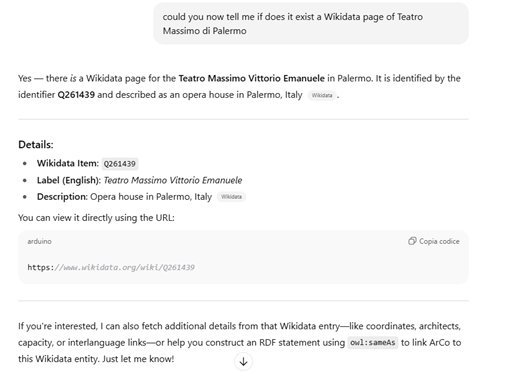 could you now tell me if does it exist a Wikidata page of Teatro
Massimo di Palermo
Yes — there is a Wikidata page for the Teatro Massimo Vittorio Emanuele in Palermo. It is identified by the
identifier Q261439 and described as an opera house in Palermo, Italy Wikidata .
Details:
• Wikidata Item: Q261439
• Label (English): Teatro Massimo Vittorio Emanuele
• Description: Opera house in Palermo, Italy Wikidata
You can view it directly using the URL:
arduino Copia codice
https://www.wikidata.org/wiki/Q261439
If you're interested, I can also fetch additional details from that Wikidata entry—like coordinates, architects,
capacity, or interlanguage links—or help you construct an RDF statement using owl:sameAs to link ArCo to
this Wikidata entity. Just let me know!